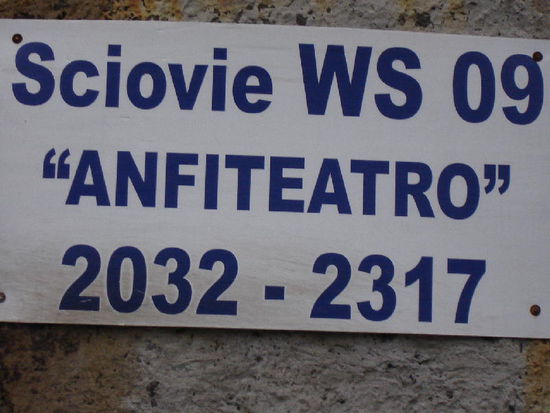 Sciovie WS 09
“ANFITEATRO”
2032 - 2317